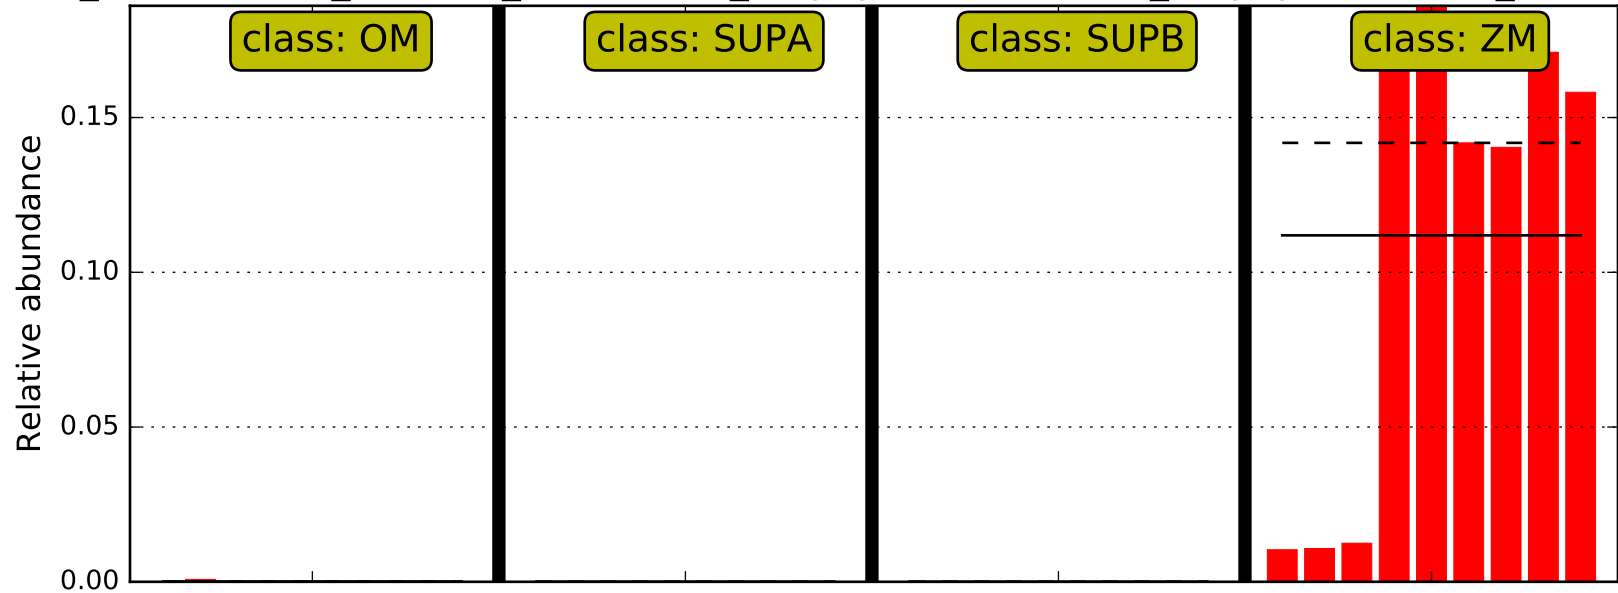 class: OM
class: SUPA
class: SUPB
class: ZM
Relative abundance
0.15
0.10
0.05
0.00